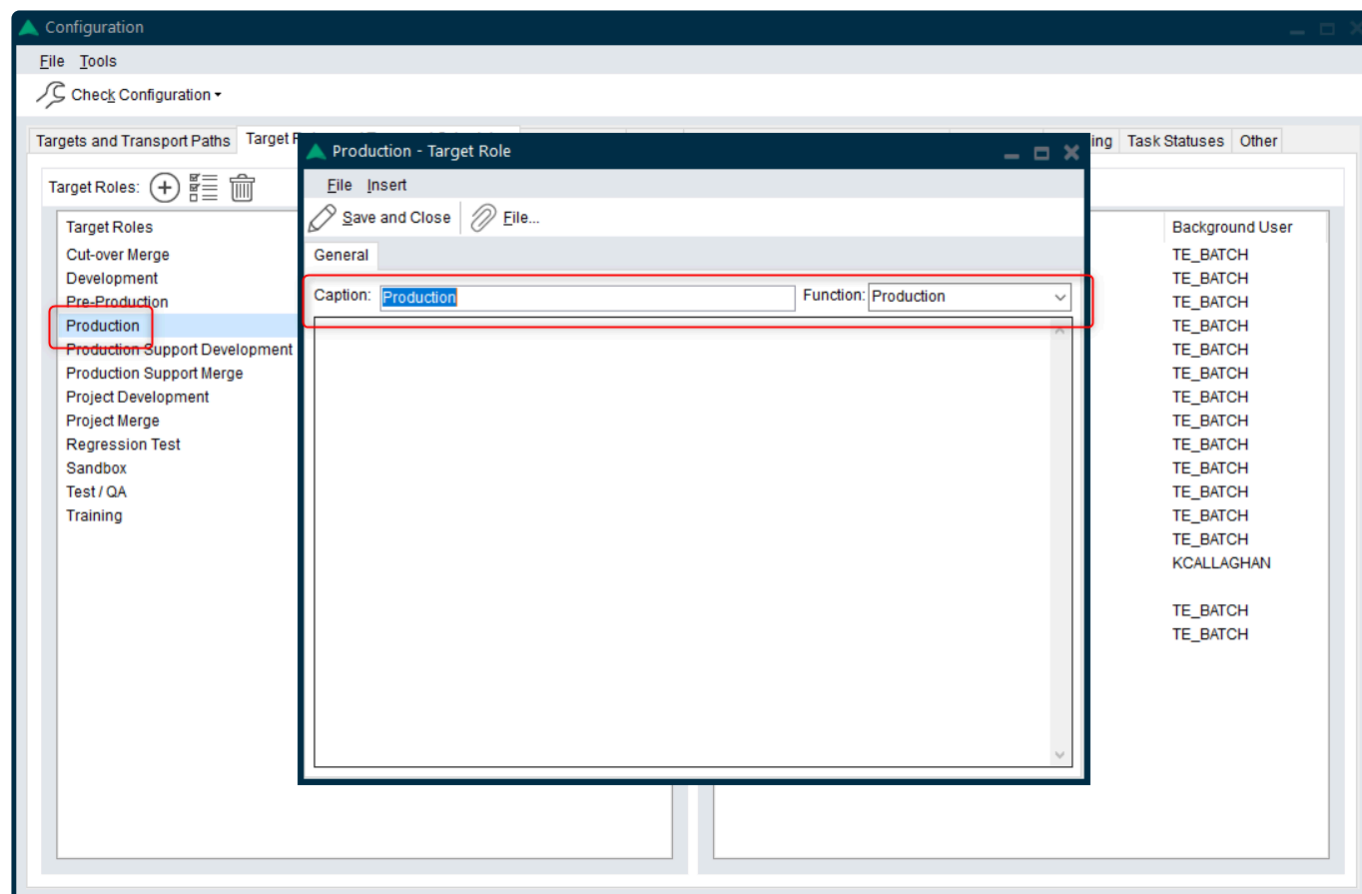 Configuration
File Tools
Check Configuration
Targets and Transport Paths Target ing Task Statuses Other
Production - Target Role
File Insert
Save and Close File...
General
Caption: Production Function: Production
Target Roles:
Target Roles
Cut-over Merge
Development
Pre-Production
Production
Production Support Development
Production Support Merge
Project Development
Project Merge
Regression Test
Sandbox
Test / QA
Training
Background User
TE_BATCH
TE_BATCH
TE_BATCH
TE_BATCH
TE_BATCH
TE_BATCH
TE_BATCH
TE_BATCH
TE_BATCH
TE_BATCH
TE_BATCH
TE_BATCH
TE_BATCH
KCALLAGHAN
TE_BATCH
TE_BATCH